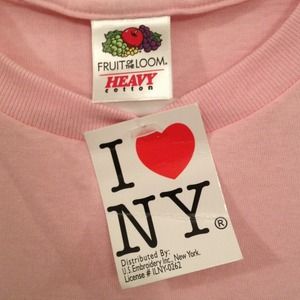 FRUIT OF THE LOOM®
HEAVY
cotton
I
NY®
Distributed By:
U.S. Embroidery Inc., New York.
License # ILNY-0262